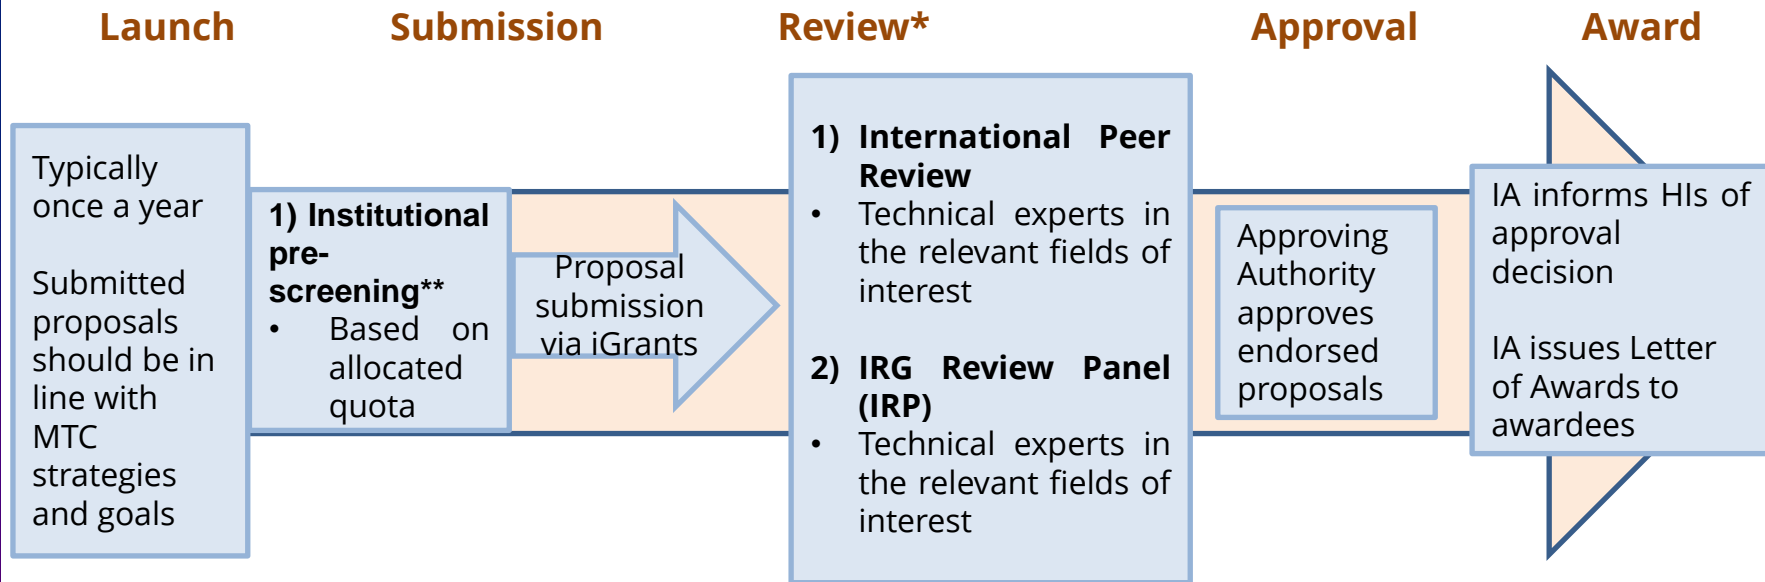 Launch
Submission
Review*
Approval
Award
Typically
once a year
Submitted
proposals
should be in
line with
MTC
strategies
and goals
1) Institutional
pre-
screening**
• Based on
allocated
quota
Proposal
submission
via iGrants
1) International Peer
Review
• Technical experts in
the relevant fields of
interest
2) IRG Review Panel
(IRP)
• Technical experts in
the relevant fields of
interest
Approving
Authority
approves
endorsed
proposals
IA informs HIs of
approval
decision
IA issues Letter
of Awards to
awardees